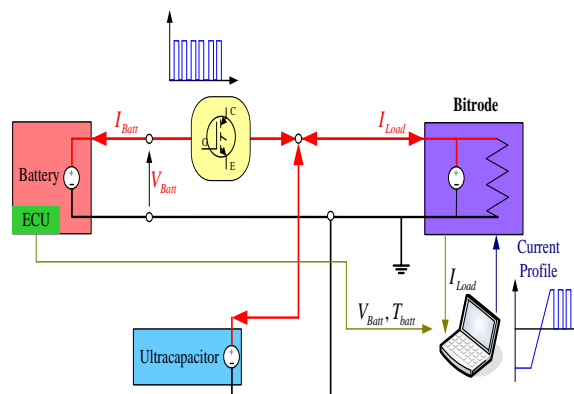 Bitrode
C
G
E
I_Batt
I_Load
Battery
V_Batt
ECU
Current
Profile
I_Load
V_Batt, T_batt
Ultracapacitor